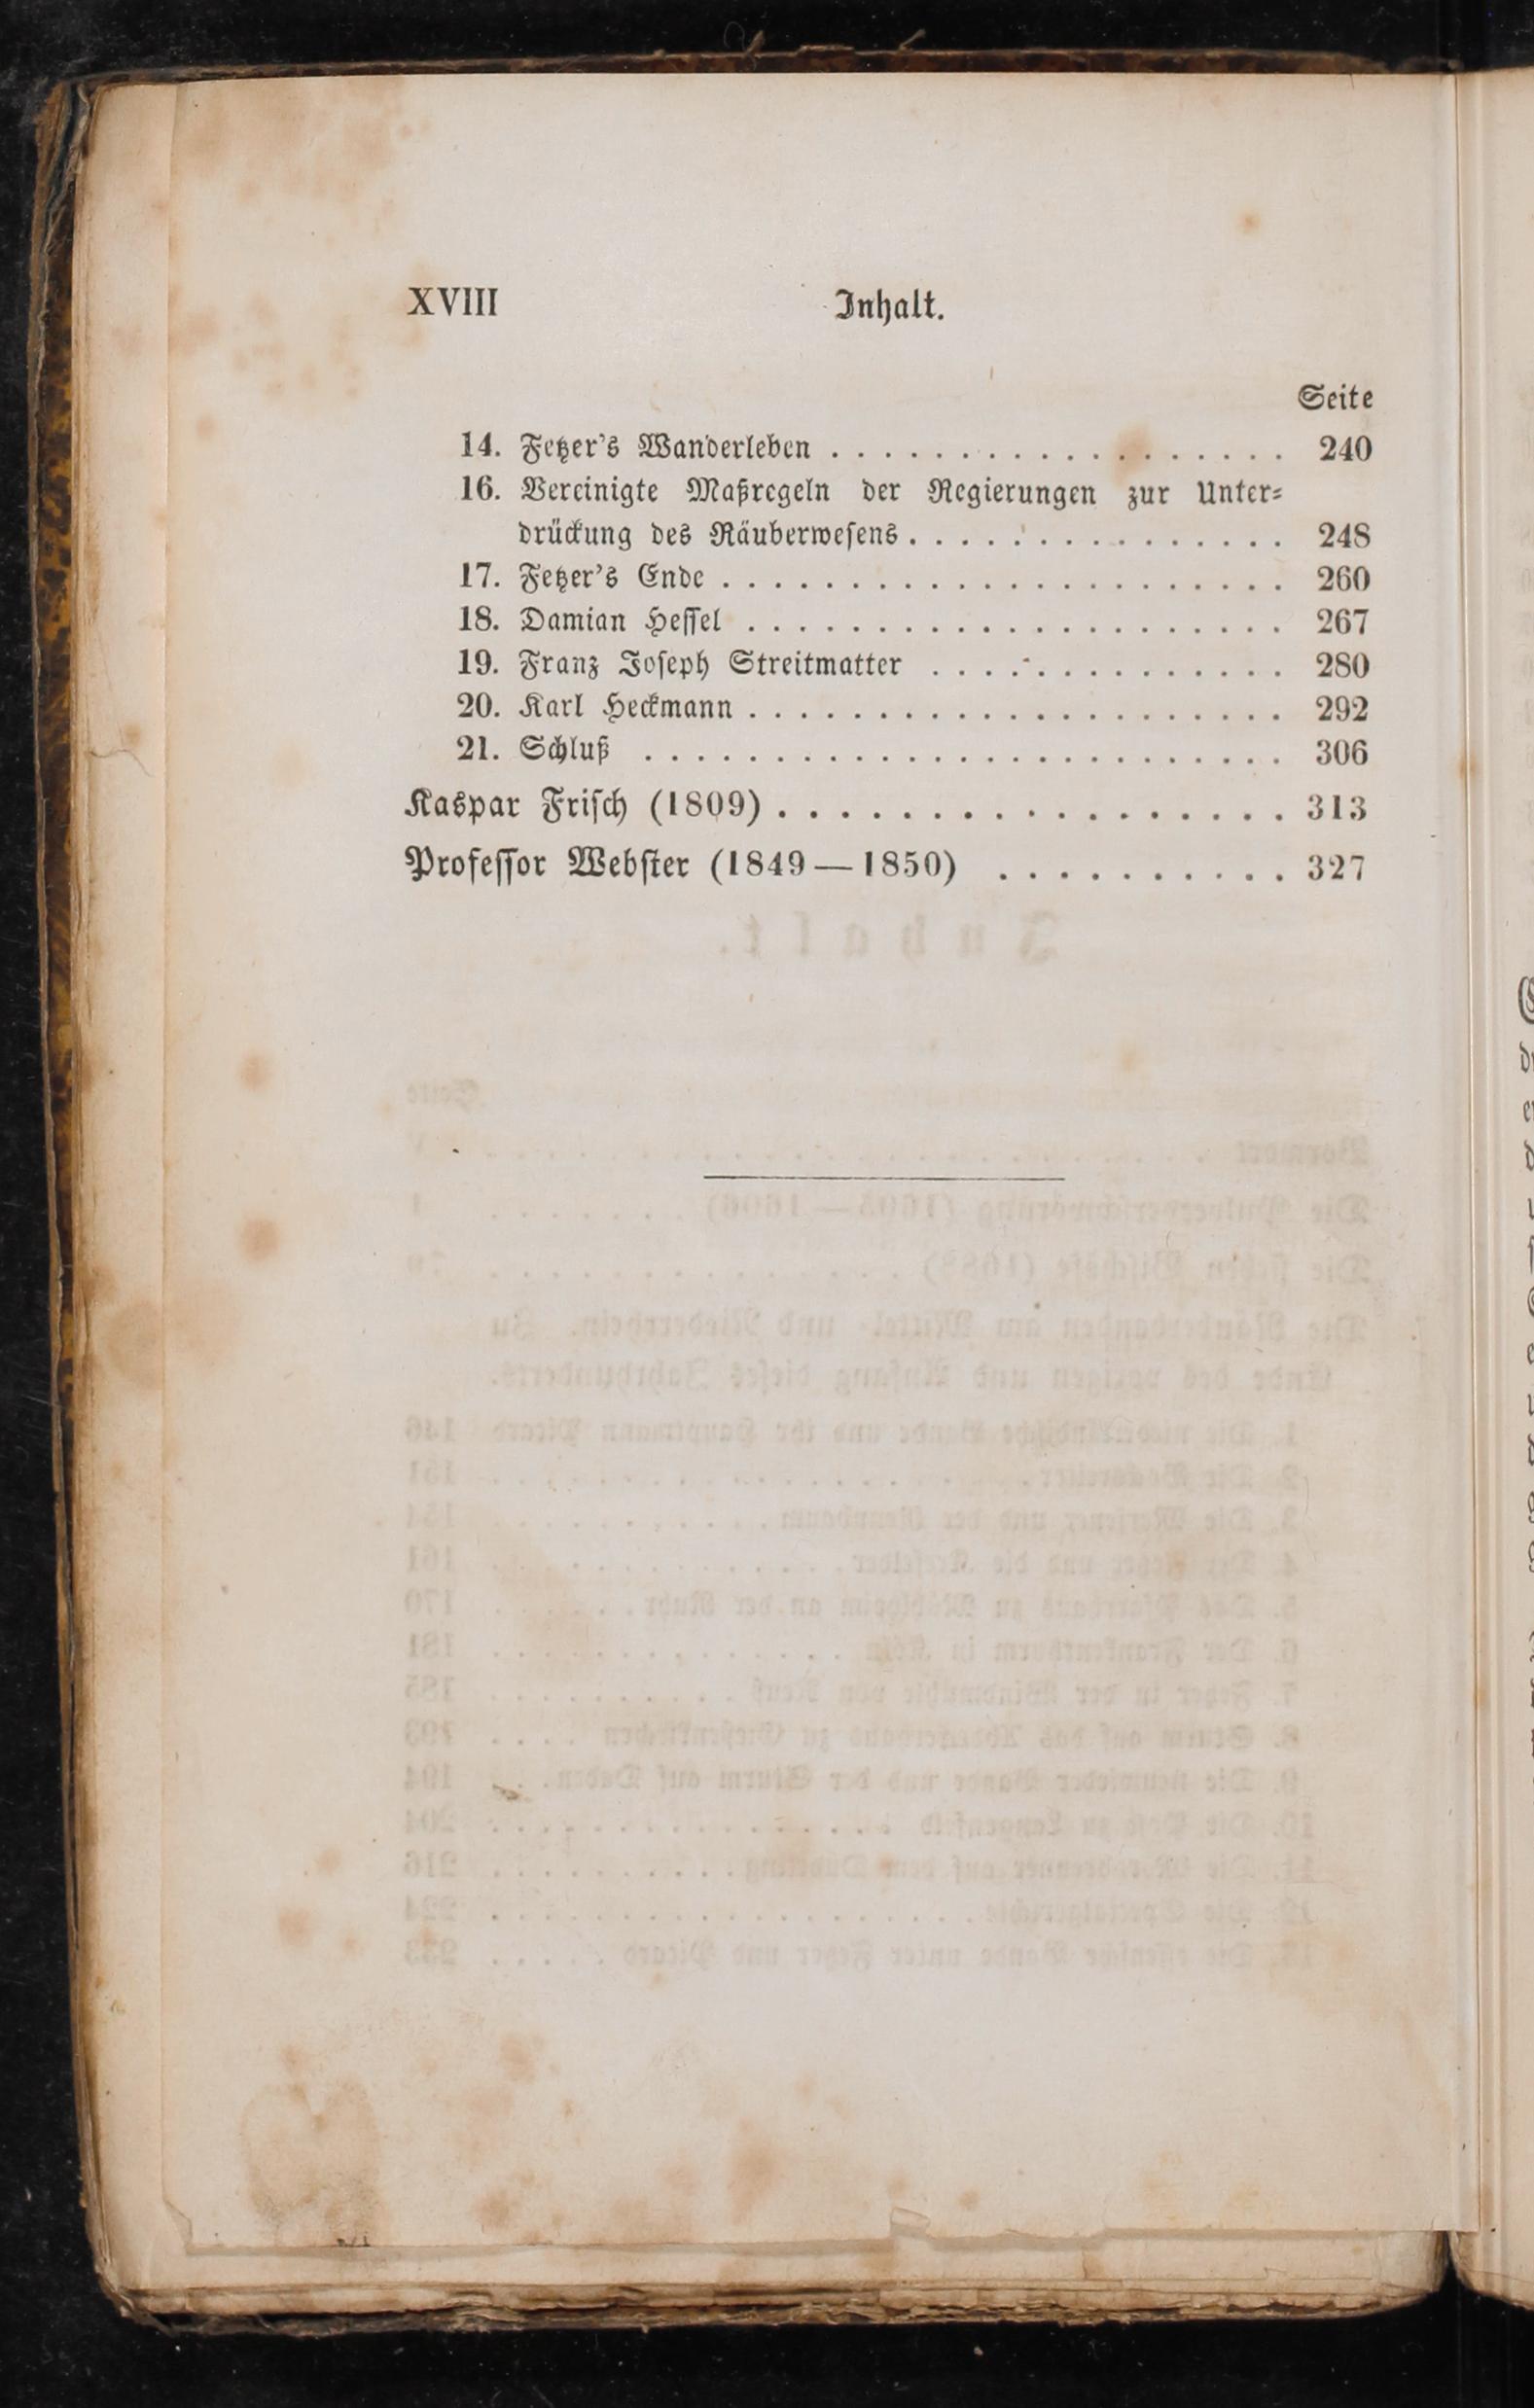 XVIII Inhalt.
Seite
14. Fetzer's Wanderleben . . . . . . . . . . . . . . . . . . 240
16. Vereinigte Maßregeln der Regierungen zur Unter-
drückung des Räuberwesens . . . . . . . . . . . . . . . 248
17. Fetzer's Ende . . . . . . . . . . . . . . . . . . . . . . 260
18. Damian Hessel . . . . . . . . . . . . . . . . . . . . . 267
19. Franz Joseph Streitmatter . . . . . . . . . . . . . . 280
20. Karl Heckmann . . . . . . . . . . . . . . . . . . . . . 292
21. Schluß . . . . . . . . . . . . . . . . . . . . . . . . . 306
Kaspar Frisch (1809) . . . . . . . . . . . . . . . . . 313
Professor Webster (1849—1850) . . . . . . . . . . 327